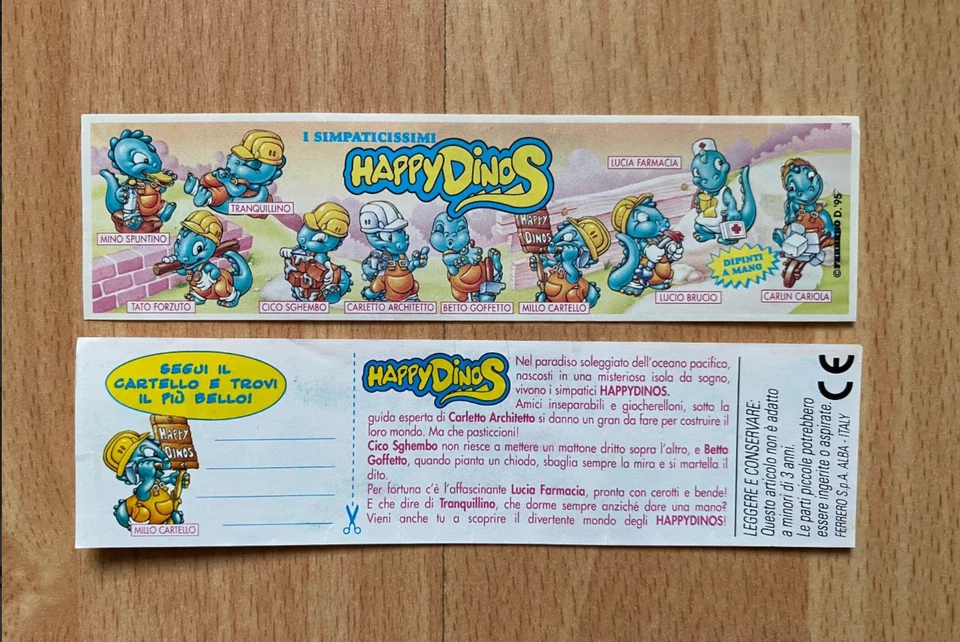 I SIMPATICISSIMI
HAPPYDINOS
LUCIA FARMACIA
TRANQUILLINO
MINO SPUNTINO
HAPPY
DINOS
DIPINTI
A MANO
TATO FORZUTO
CICO SGHEMBO
CARLETTO ARCHITETTO
BETTO GOFFETTO
MILLO CARTELLO
LUCIO BRUCIO
CARLIN CARIOLA
D. '95
SEGUI IL
CARTELLO E TROVI
IL PIÙ BELLO!
HAPPY
DINOS
MILLO CARTELLO
HAPPYDINOS
Nel paradiso soleggiato dell'oceano pacifico,
nascosti in una misteriosa isola da sogno,
vivono i simpatici HAPPYDINOS.
Amici inseparabili e giocherelloni, sotto la
guida esperta di Carletto Architetto si danno un gran da fare per costruire il
loro mondo. Ma che pasticcioni!
Cico Sghembo non riesce a mettere un mattone dritto sopra l'altro, e Betto
Goffetto, quando pianta un chiodo, sbaglia sempre la mira e si martella il
dito.
Per fortuna c'è l'affascinante Lucia Farmacia, pronta con cerotti e bende!
E che dire di Tranquillino, che dorme sempre anziché dare una mano?
Vieni anche tu a scoprire il divertente mondo degli HAPPYDINOS!
LEGGERE E CONSERVARE:
Questo articolo non è adatto
a minori di 3 anni.
Le parti piccole potrebbero
essere ingerite o aspirate.
FERRERO S.p.A. ALBA - ITALY
CE